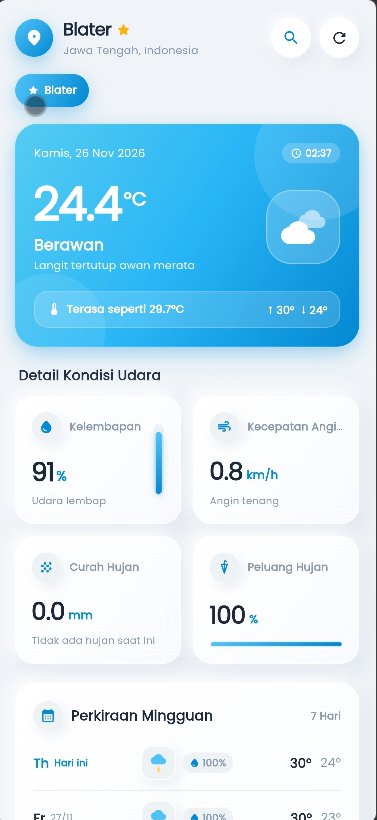 Blater
Jawa Tengah, Indonesia
Blater
Kamis, 26 Nov 2026
02:37
24.4°C
Berawan
Langit tertutup awan merata
Terasa seperti 29.7°C
↑ 30° ↓ 24°
Detail Kondisi Udara
Kelembapan
91%
Udara lembap
Kecepatan Angi...
0.8 km/h
Angin tenang
Curah Hujan
0.0 mm
Tidak ada hujan saat ini
Peluang Hujan
100 %
Perkiraan Mingguan
7 Hari
Th Hari ini
100%
30° 24°
Fr 27/11
100%
30° 23°